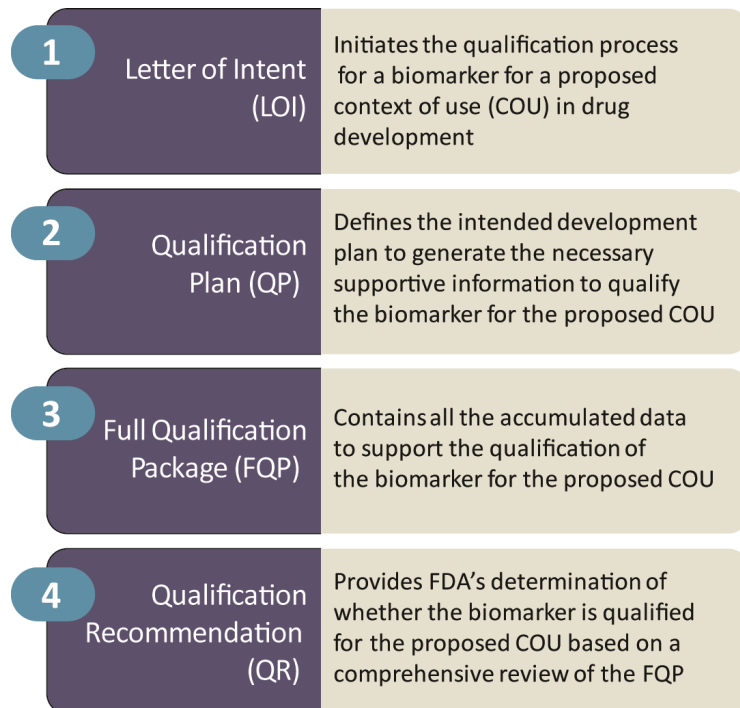 1
Letter of Intent
(LOI)
Initiates the qualification process
for a biomarker for a proposed
context of use (COU) in drug
development
2
Qualification
Plan (QP)
Defines the intended development
plan to generate the necessary
supportive information to qualify
the biomarker for the proposed COU
3
Full Qualification
Package (FQP)
Contains all the accumulated data
to support the qualification of
the biomarker for the proposed COU
4
Qualification
Recommendation
(QR)
Provides FDA’s determination of
whether the biomarker is qualified
for the proposed COU based on a
comprehensive review of the FQP